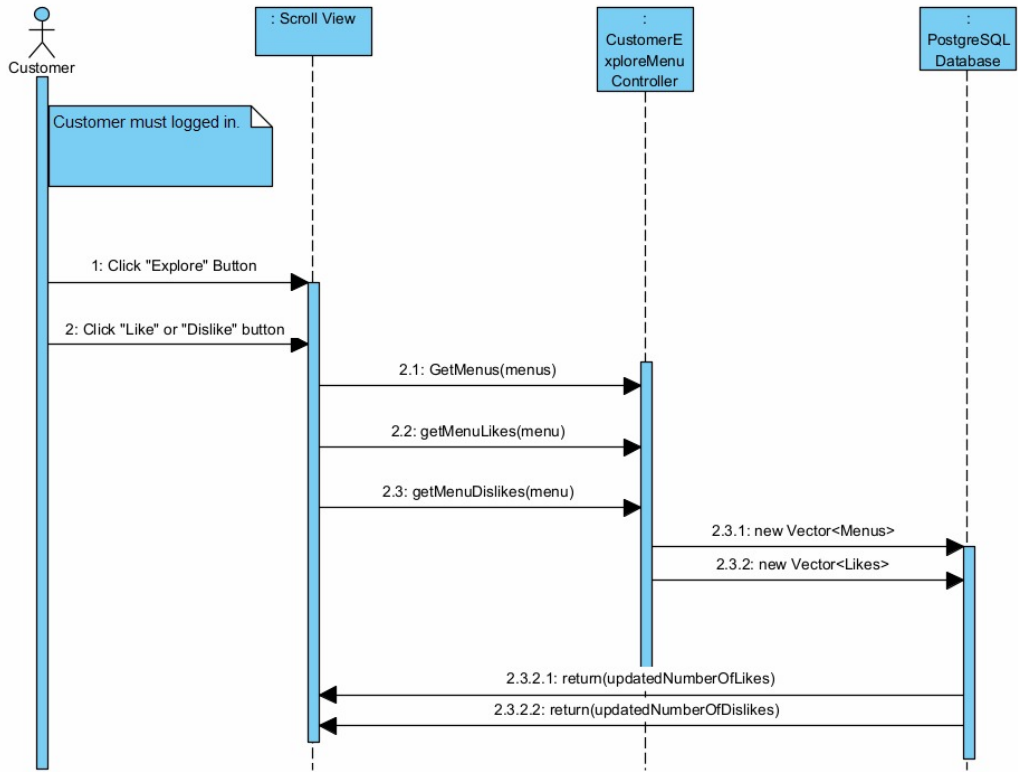 : Scroll View
:
CustomerE
xploreMenu
Controller
:
PostgreSQL
Database
Customer
Customer must logged in.
1: Click "Explore" Button
2: Click "Like" or "Dislike" button
2.1: GetMenus(menus)
2.2: getMenuLikes(menu)
2.3: getMenuDislikes(menu)
2.3.1: new Vector<Menus>
2.3.2: new Vector<Likes>
2.3.2.1: return(updatedNumberOfLikes)
2.3.2.2: return(updatedNumberOfDislikes)